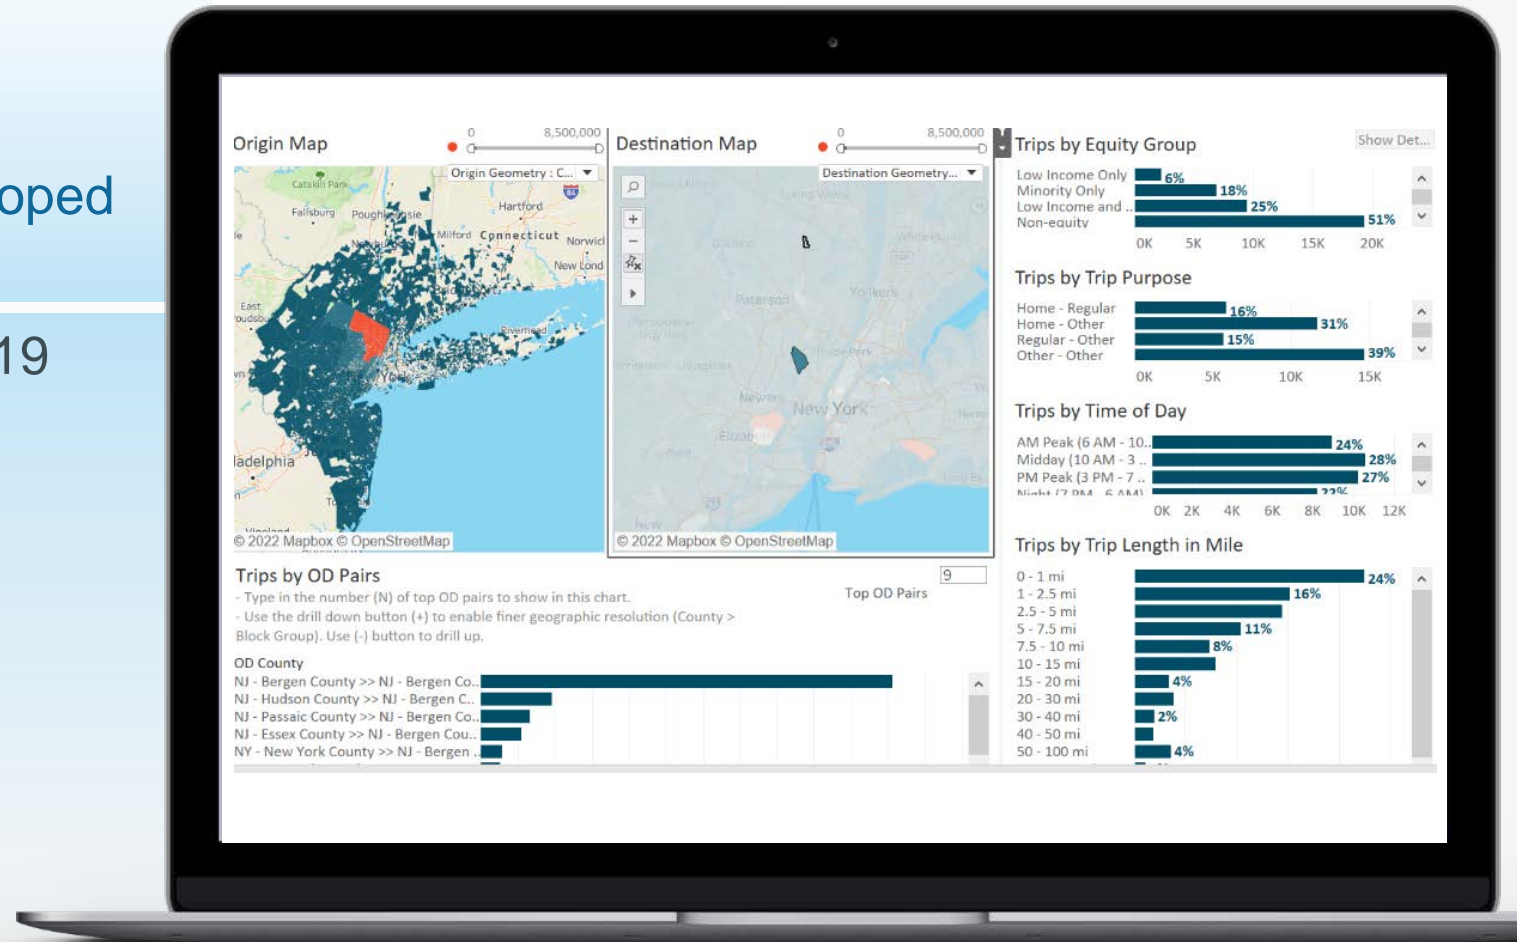 oped
19
Origin Map
0
8,500,000
Origin Geometry : C...
Catskill Park
Fallsburg
Hartford
84
Milford
Connecticut
New Lond
East
Riverhead
adelphia
© 2022 Mapbox © OpenStreetMap
Destination Map
0
8,500,000
Destination Geometry...
Paterson
Yonkers
Newark
New York
Elizabeth
New
© 2022 Mapbox © OpenStreetMap
Trips by OD Pairs
- Type in the number (N) of top OD pairs to show in this chart.
- Use the drill down button (+) to enable finer geographic resolution (County >
Block Group). Use (-) button to drill up.
9
Top OD Pairs
OD County
NJ - Bergen County >> NJ - Bergen Co..
NJ - Hudson County >> NJ - Bergen C..
NJ - Passaic County >> NJ - Bergen Co..
NJ - Essex County >> NJ - Bergen Cou..
NY - New York County >> NJ - Bergen ..
Trips by Equity Group
Show Det...
Low Income Only 6%
Minority Only 18%
Low Income and .. 25%
Non-equity 51%
0K 5K 10K 15K 20K
Trips by Trip Purpose
Home - Regular 16%
Home - Other 31%
Regular - Other 15%
Other - Other 39%
0K 5K 10K 15K
Trips by Time of Day
AM Peak (6 AM - 10.. 24%
Midday (10 AM - 3 .. 28%
PM Peak (3 PM - 7 .. 27%
Night (7 PM - 6 AM) 22%
0K 2K 4K 6K 8K 10K 12K
Trips by Trip Length in Mile
0 - 1 mi 24%
1 - 2.5 mi 16%
2.5 - 5 mi
5 - 7.5 mi 11%
7.5 - 10 mi 8%
10 - 15 mi
15 - 20 mi 4%
20 - 30 mi
30 - 40 mi 2%
40 - 50 mi
50 - 100 mi 4%